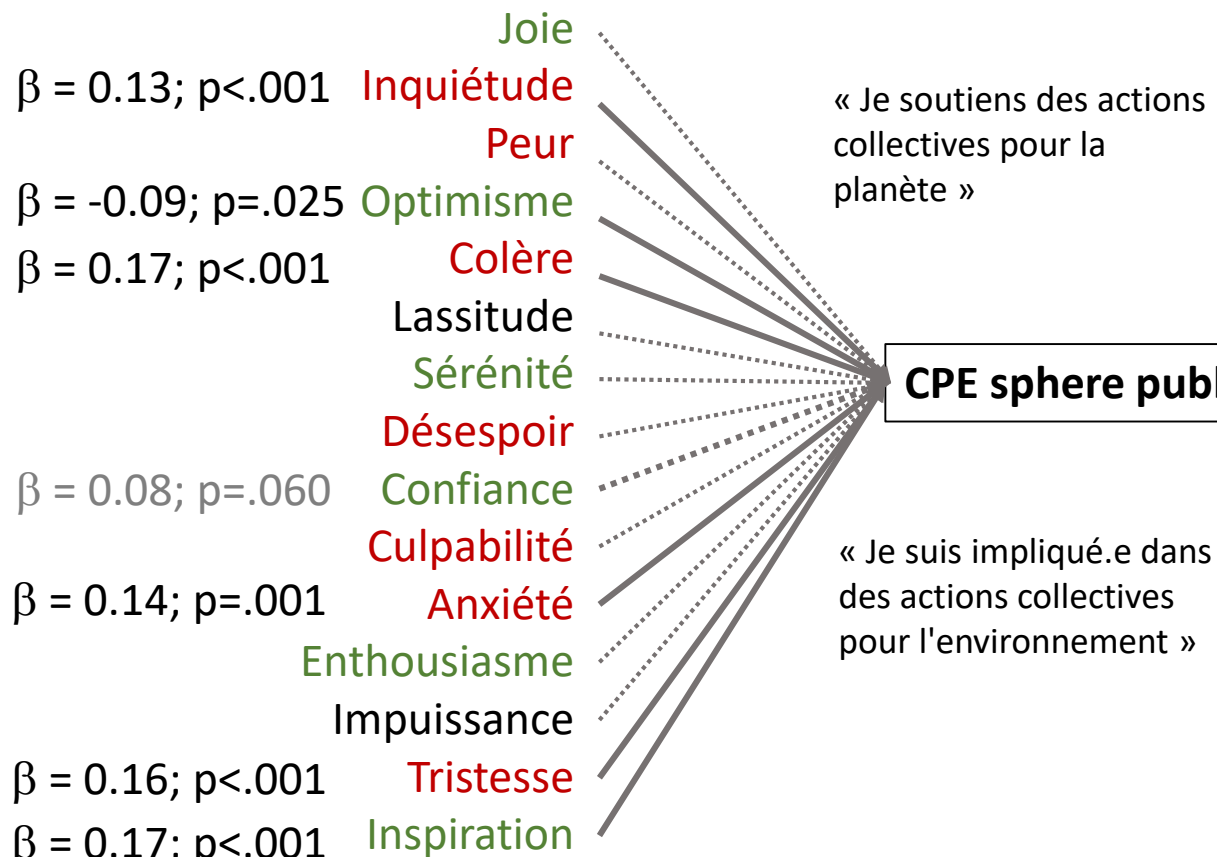 Joie
β = 0.13; p<.001 Inquiétude
Peur
β = -0.09; p=.025 Optimisme
β = 0.17; p<.001 Colère
Lassitude
Sérénité
Désespoir
β = 0.08; p=.060 Confiance
Culpabilité
β = 0.14; p=.001 Anxiété
Enthousiasme
Impuissance
β = 0.16; p<.001 Tristesse
β = 0.17; p<.001 Inspiration
« Je soutiens des actions
collectives pour la
planète »
CPE sphere publ
« Je suis impliqué.e dans
des actions collectives
pour l'environnement »